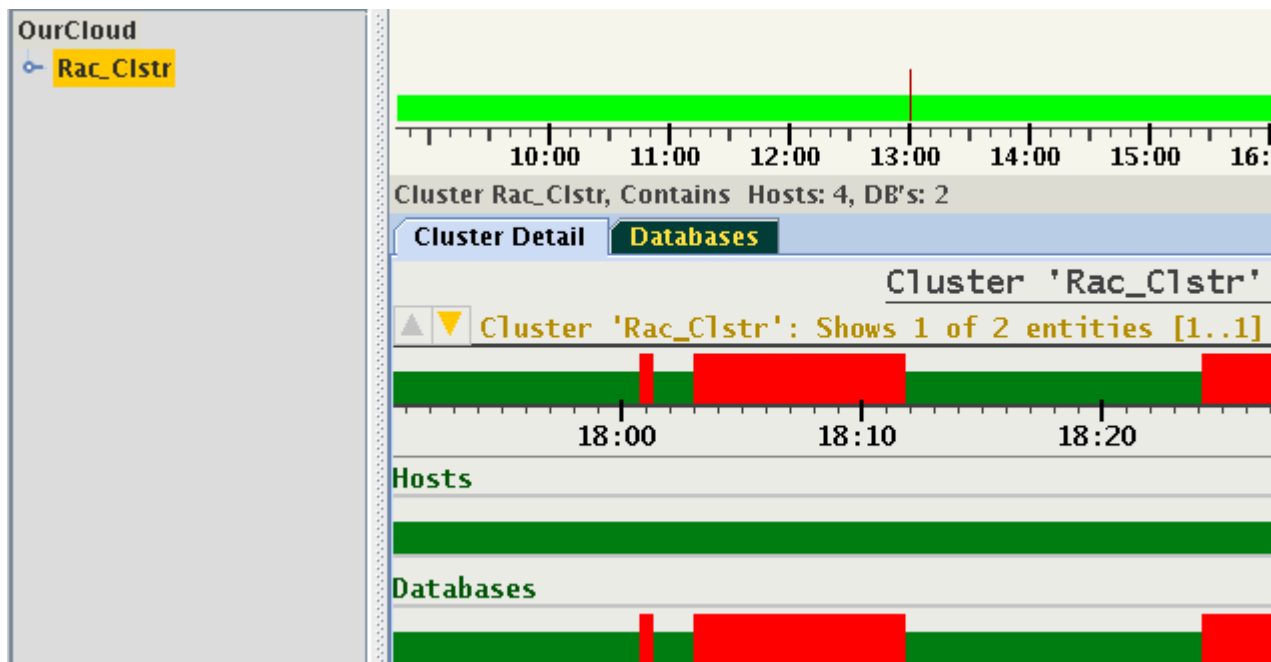 OurCloud
Rac_Clstr
10:00 11:00 12:00 13:00 14:00 15:00 16:
Cluster Rac_Clstr, Contains Hosts: 4, DB's: 2
Cluster Detail Databases
Cluster 'Rac_Clstr'
Cluster 'Rac_Clstr': Shows 1 of 2 entities [1..1]
18:00 18:10 18:20
Hosts
Databases